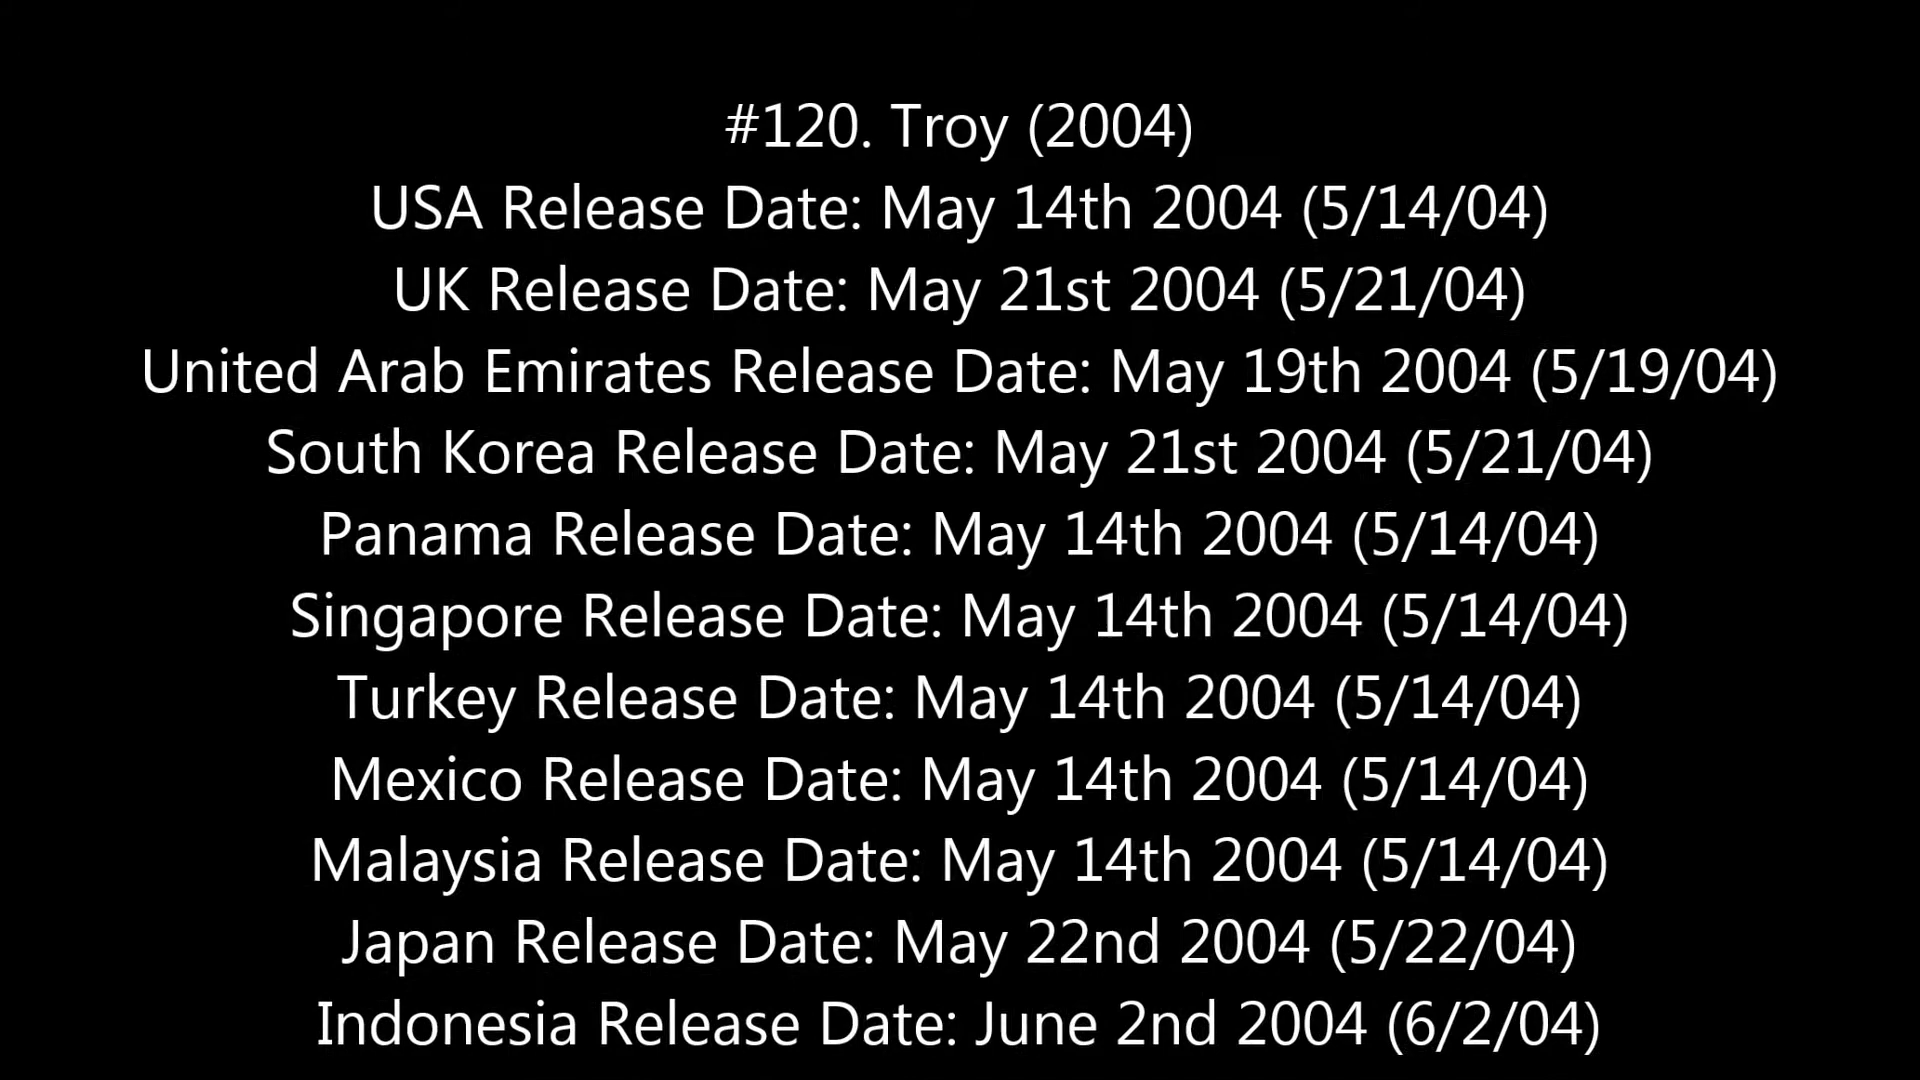 #120. Troy (2004)
USA Release Date: May 14th 2004 (5/14/04)
UK Release Date: May 21st 2004 (5/21/04)
United Arab Emirates Release Date: May 19th 2004 (5/19/04)
South Korea Release Date: May 21st 2004 (5/21/04)
Panama Release Date: May 14th 2004 (5/14/04)
Singapore Release Date: May 14th 2004 (5/14/04)
Turkey Release Date: May 14th 2004 (5/14/04)
Mexico Release Date: May 14th 2004 (5/14/04)
Malaysia Release Date: May 14th 2004 (5/14/04)
Japan Release Date: May 22nd 2004 (5/22/04)
Indonesia Release Date: June 2nd 2004 (6/2/04)